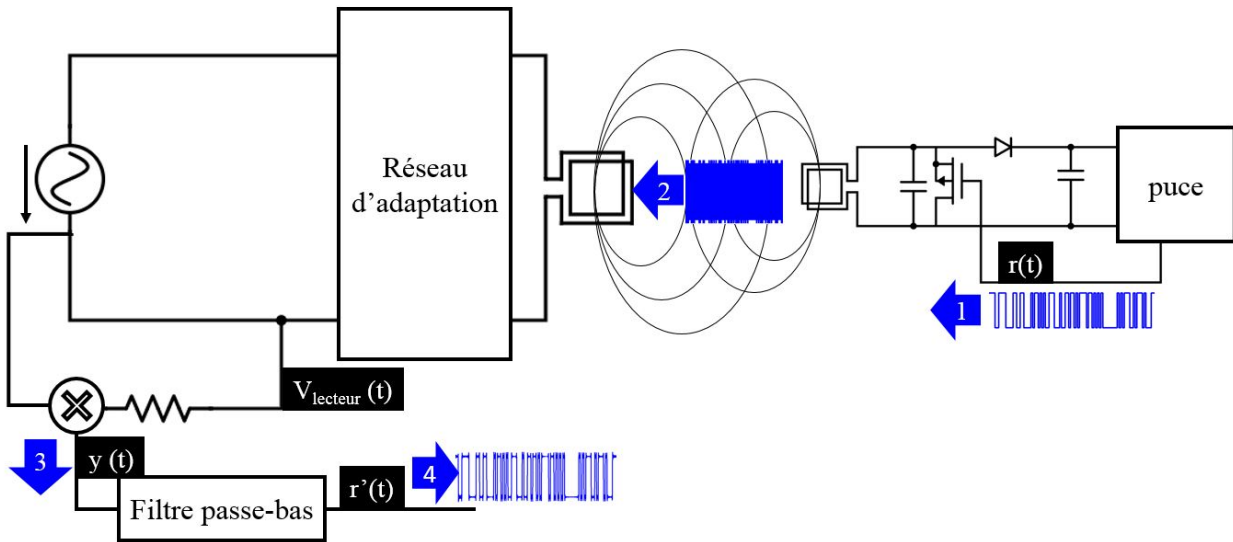 Réseau
d’adaptation
2
puce
r(t)
1
Vlecteur (t)
3
y (t)
4
r’(t)
Filtre passe-bas